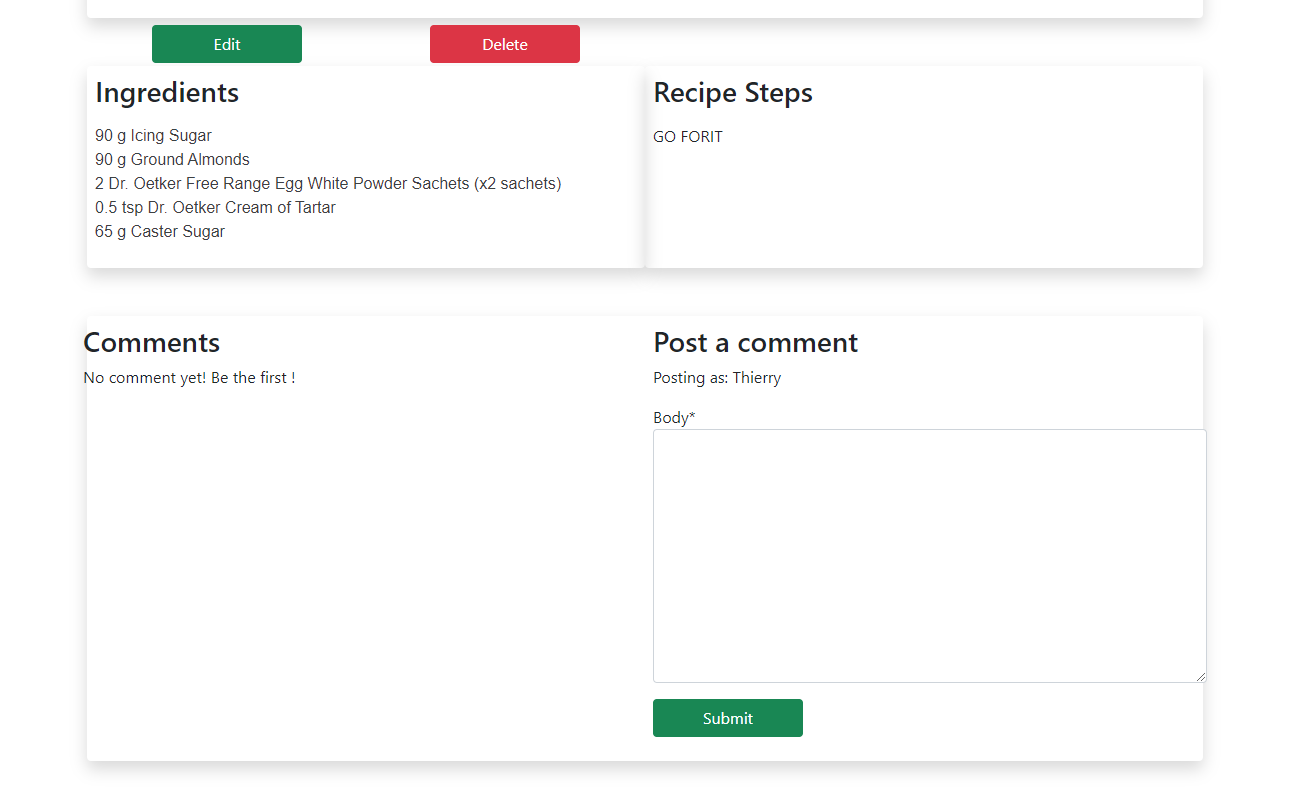 Edit
Delete
Ingredients
90 g Icing Sugar
90 g Ground Almonds
2 Dr. Oetker Free Range Egg White Powder Sachets (x2 sachets)
0.5 tsp Dr. Oetker Cream of Tartar
65 g Caster Sugar
Recipe Steps
GO FORIT
Comments
No comment yet! Be the first !
Post a comment
Posting as: Thierry
Body*
Submit